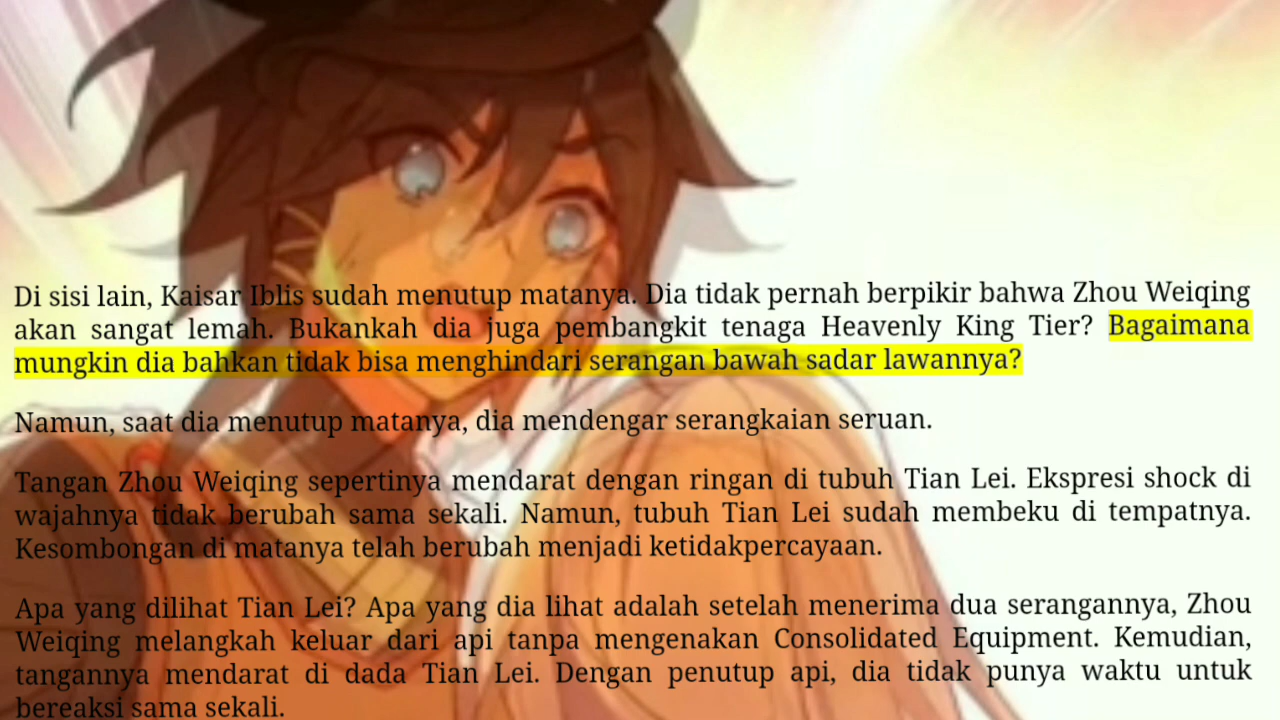 Di sisi lain, Kaisar Iblis sudah menutup matanya. Dia tidak pernah berpikir bahwa Zhou Weiqing
akan sangat lemah. Bukankah dia juga pembangkit tenaga Heavenly King Tier? Bagaimana
mungkin dia bahkan tidak bisa menghindari serangan bawah sadar lawannya?
Namun, saat dia menutup matanya, dia mendengar serangkaian seruan.
Tangan Zhou Weiqing sepertinya mendarat dengan ringan di tubuh Tian Lei. Ekspresi shock di
wajahnya tidak berubah sama sekali. Namun, tubuh Tian Lei sudah membeku di tempatnya.
Kesombongan di matanya telah berubah menjadi ketidakpercayaan.
Apa yang dilihat Tian Lei? Apa yang dia lihat adalah setelah menerima dua serangannya, Zhou
Weiqing melangkah keluar dari api tanpa mengenakan Consolidated Equipment. Kemudian,
tangannya mendarat di dada Tian Lei. Dengan penutup api, dia tidak punya waktu untuk
bereaksi sama sekali.